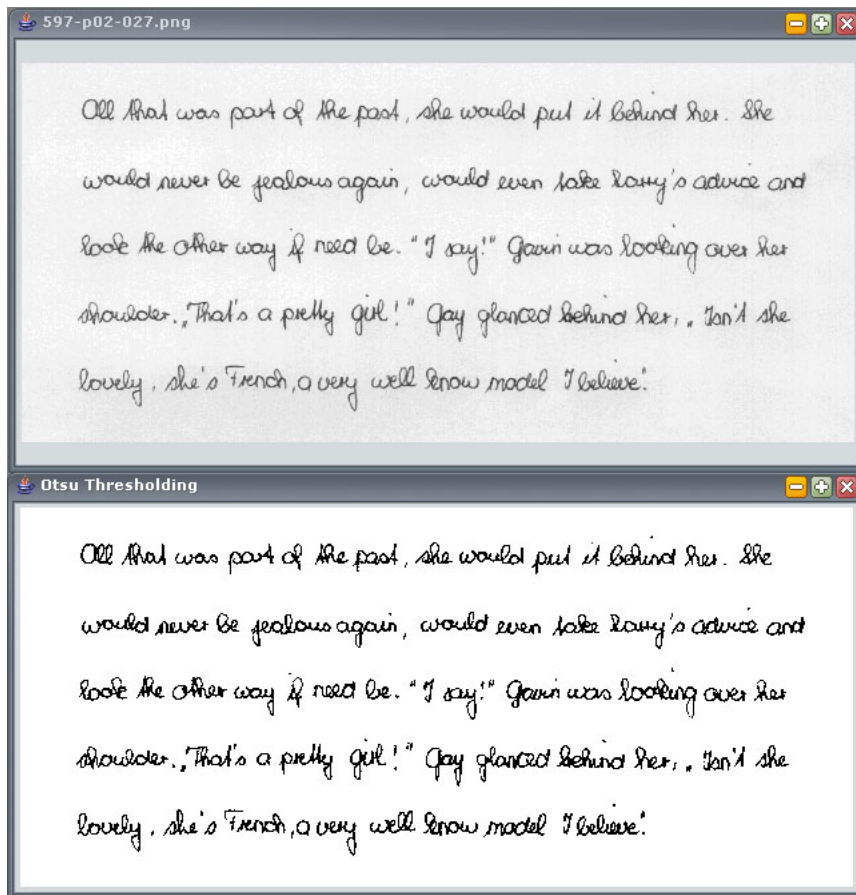 597-p02-027.png
All that was part of the past, she would put it behind her. She
would never be jealous again, would even take Larry's advice and
look the other way if need be. "I say!" Gavin was looking over her
shoulder. „That's a pretty girl!" Gay glanced behind her, „ Isn't she
lovely, she's French, a very well know model I believe".
Otsu Thresholding
All that was part of the past, she would put it behind her. She
would never be jealous again, would even take Larry's advice and
look the other way if need be. "I say!" Gavin was looking over her
shoulder. „That's a pretty girl!" Gay glanced behind her, „ Isn't she
lovely, she's French, a very well know model I believe".